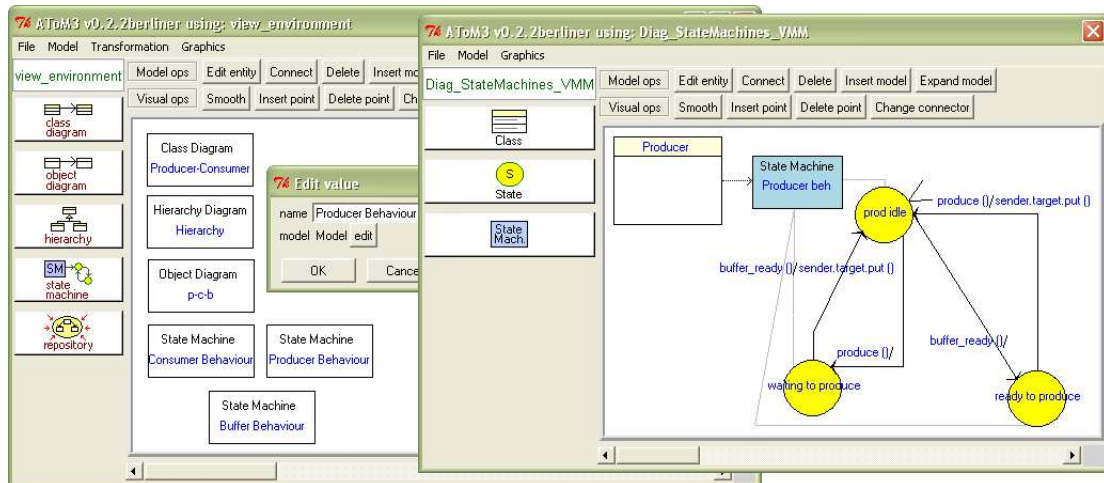 AToM3 v0.2.2berliner using: view_environment
File Model Transformation Graphics
view_environment
Model ops Edit entity Connect Delete Insert mo
Visual ops Smooth Insert point Delete point Ch
class
diagram
object
diagram
hierarchy
SM
state
machine
repository
Class Diagram
Producer-Consumer
Hierarchy Diagram
Hierarchy
Object Diagram
p-c-b
State Machine
Consumer Behaviour
State Machine
Producer Behaviour
State Machine
Buffer Behaviour
Edit value
name Producer Behaviour
model Model edit
OK Cance
AToM3 v0.2.2berliner using: Diag_StateMachines_VMM
File Model Graphics
Diag_StateMachines_VMM
Model ops Edit entity Connect Delete Insert model Expand model
Visual ops Smooth Insert point Delete point Change connector
Class
S
State
State
Mach.
State Mach.
Producer
State Machine
Producer beh
prod idle
produce ()/sender.target.put ()
buffer_ready ()/sender.target.put ()
produce ()/
buffer_ready ()/
waiting to produce
ready to produce